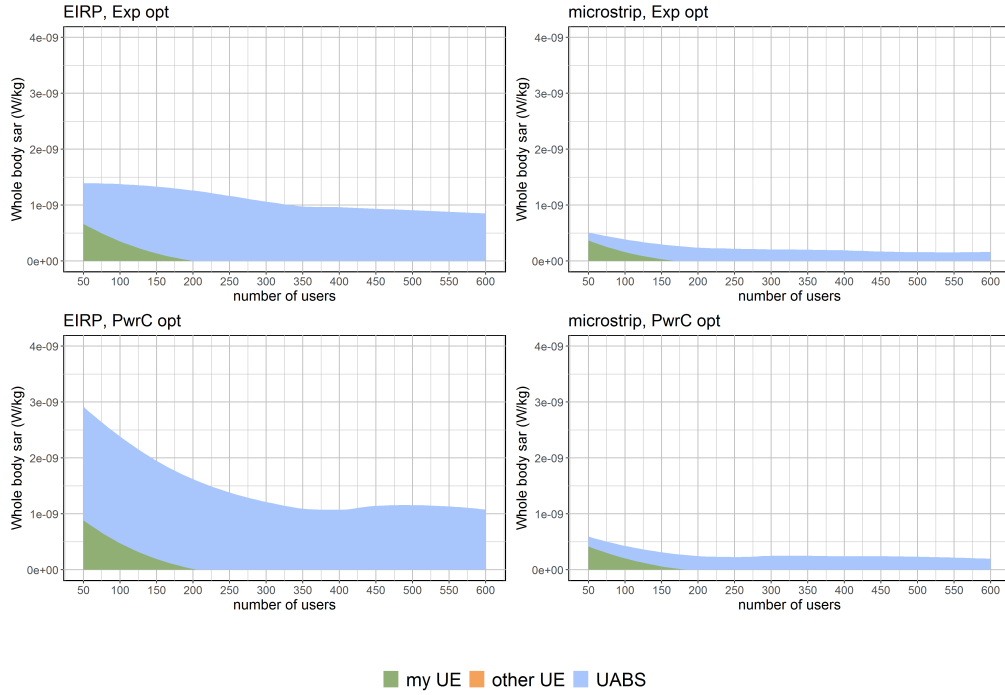 EIRP, Exp opt
Whole body sar (W/kg)
4e-09
3e-09
2e-09
1e-09
0e+00
50 100 150 200 250 300 350 400 450 500 550 600
number of users
microstrip, Exp opt
Whole body sar (W/kg)
4e-09
3e-09
2e-09
1e-09
0e+00
50 100 150 200 250 300 350 400 450 500 550 600
number of users
EIRP, PwrC opt
Whole body sar (W/kg)
4e-09
3e-09
2e-09
1e-09
0e+00
50 100 150 200 250 300 350 400 450 500 550 600
number of users
microstrip, PwrC opt
Whole body sar (W/kg)
4e-09
3e-09
2e-09
1e-09
0e+00
50 100 150 200 250 300 350 400 450 500 550 600
number of users
my UE other UE UABS